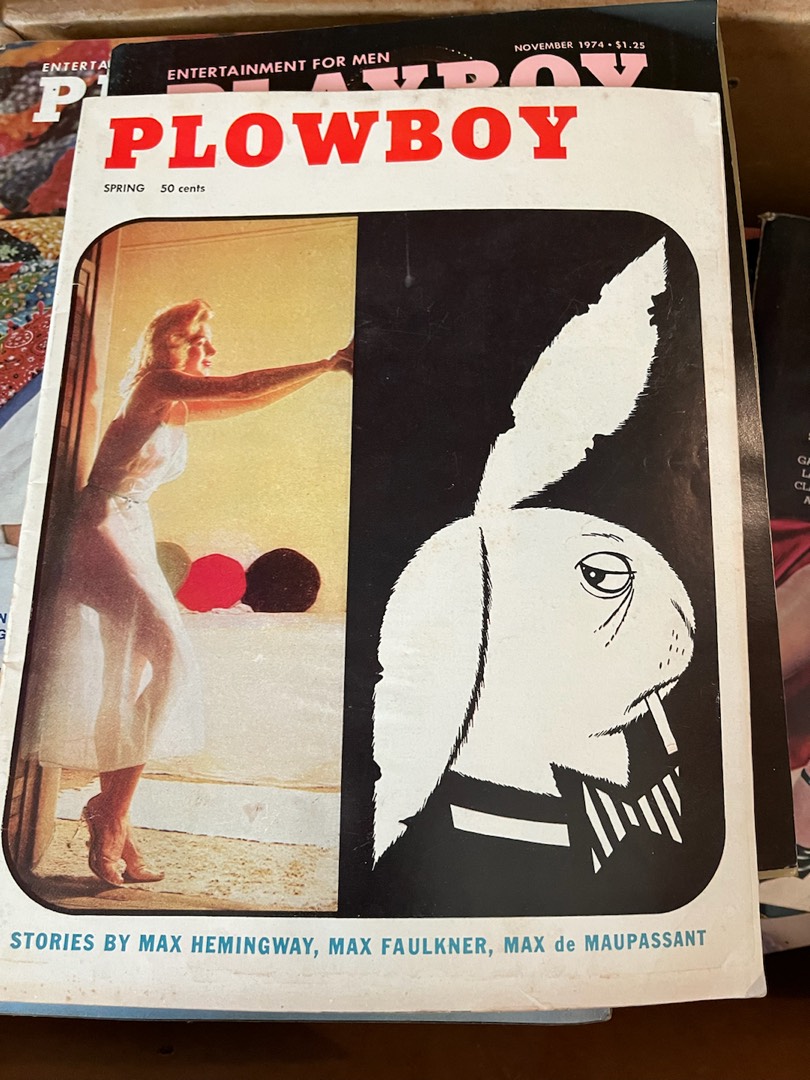 ENTERTA
P
ENTERTAINMENT FOR MEN
NOVEMBER 1974 • $1.25
PLAYBOY
PLOWBOY
SPRING 50 cents
STORIES BY MAX HEMINGWAY, MAX FAULKNER, MAX de MAUPASSANT